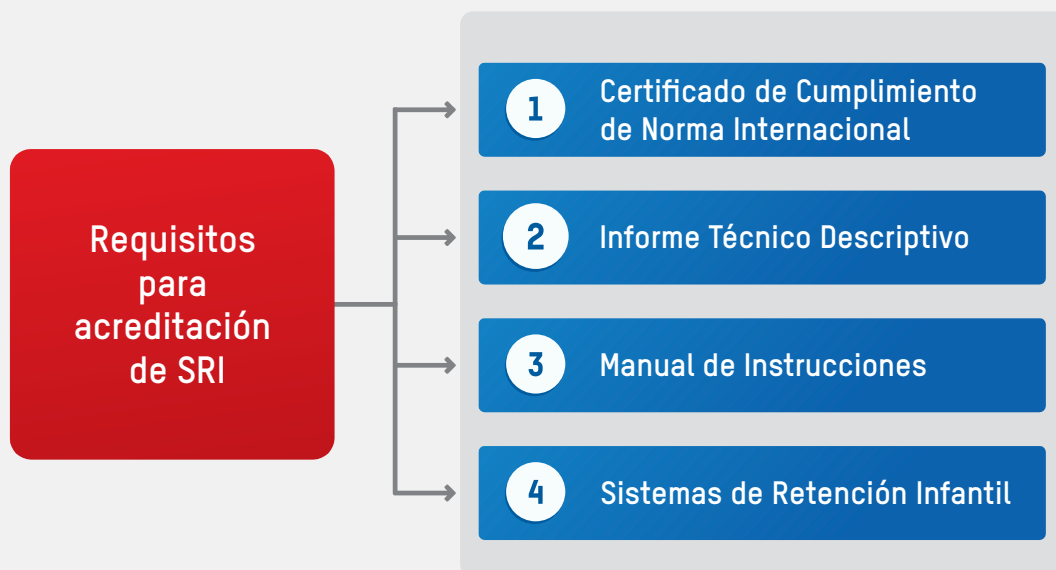 Requisitos
para
acreditación
de SRI
1
Certificado de Cumplimiento
de Norma Internacional
2
Informe Técnico Descriptivo
3
Manual de Instrucciones
4
Sistemas de Retención Infantil